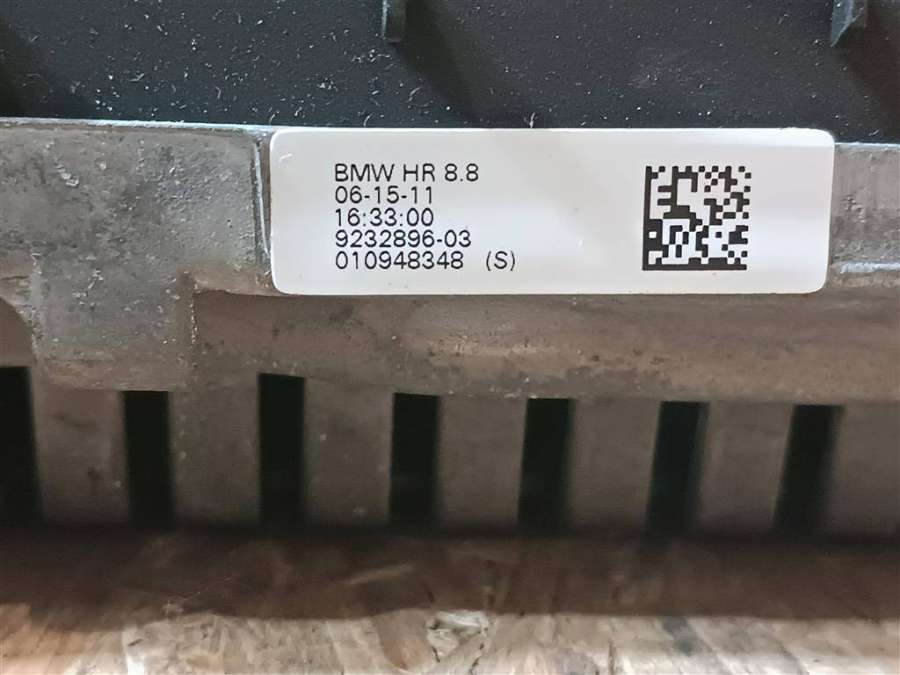 BMW HR 8.8
06-15-11
16:33:00
9232896-03
010948348 (S)